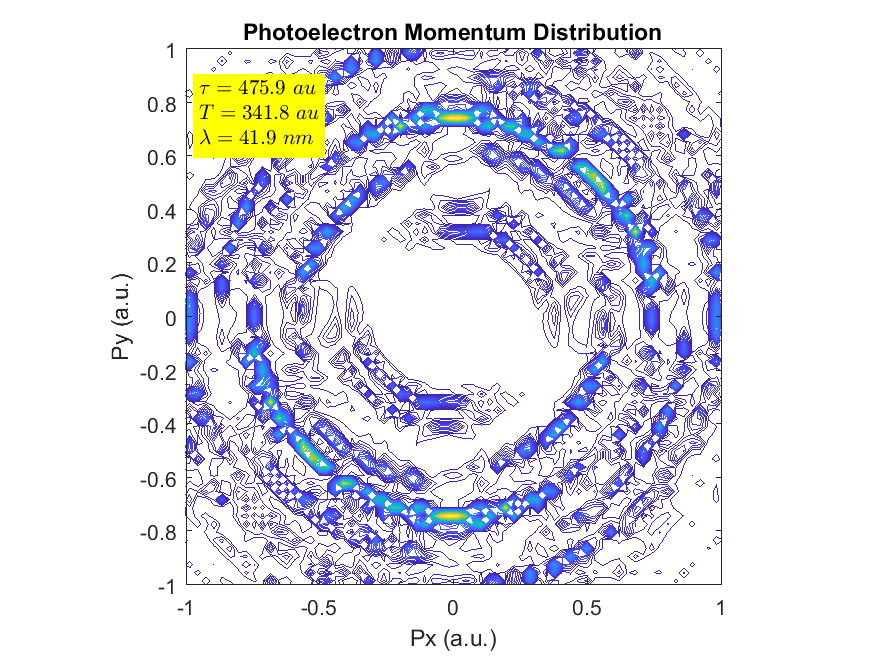 Photoelectron Momentum Distribution
τ = 475.9 au
T = 341.8 au
λ = 41.9 nm
1
0.8
0.6
0.4
0.2
0
-0.2
-0.4
-0.6
-0.8
-1
Py (a.u.)
-1 -0.5 0 0.5 1
Px (a.u.)